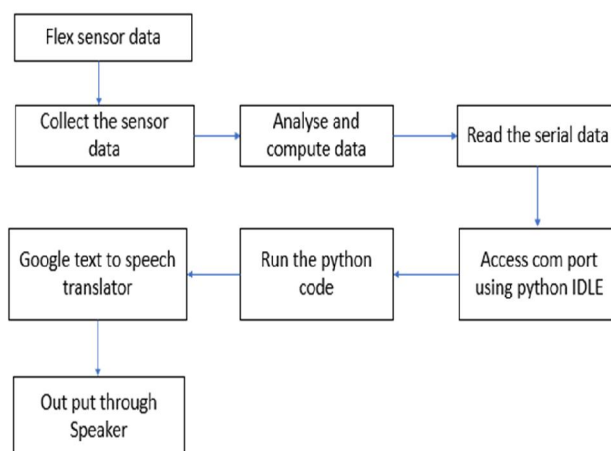 Flex sensor data
Collect the sensor
data
Analyse and
compute data
Read the serial data
Access com port
using python IDLE
Run the python
code
Google text to speech
translator
Out put through
Speaker